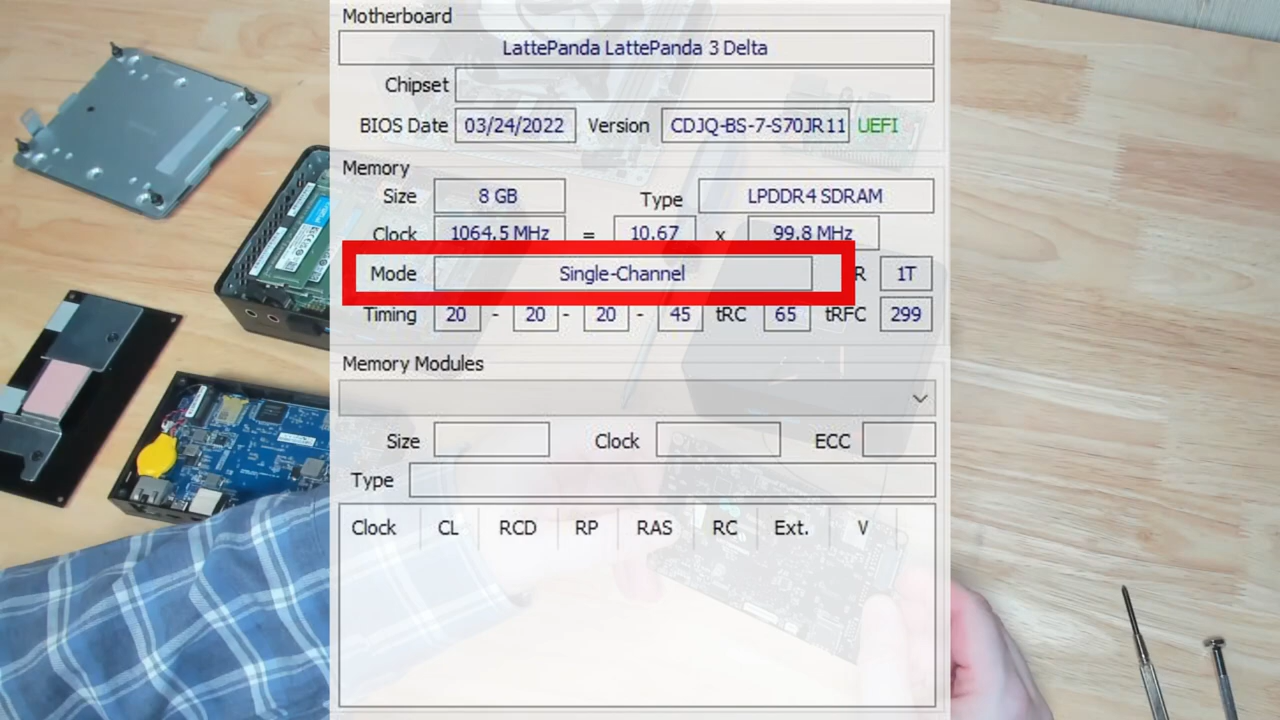 Motherboard
LattePanda LattePanda 3 Delta
Chipset
BIOS Date 03/24/2022 Version CDJQ-BS-7-S70JR11 UEFI
Memory
Size 8 GB Type LPDDR4 SDRAM
Clock 1064.5 MHz = 10.67 x 99.8 MHz
Mode Single-Channel R 1T
Timing 20 - 20 - 20 - 45 tRC 65 tRFC 299
Memory Modules
Size Clock ECC
Type
Clock CL RCD RP RAS RC Ext. V